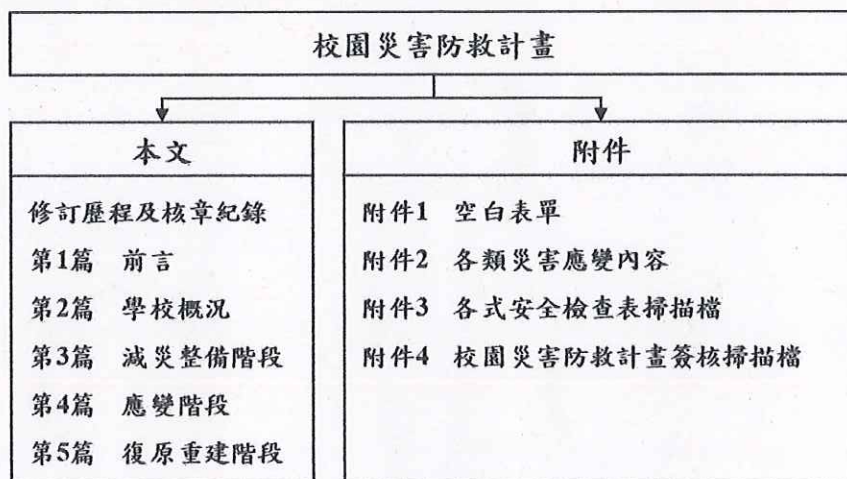 校園災害防救計畫
本文
修訂歷程及核章紀錄
第1篇 前言
第2篇 學校概況
第3篇 減災整備階段
第4篇 應變階段
第5篇 復原重建階段
附件
附件1 空白表單
附件2 各類災害應變內容
附件3 各式安全檢查表掃描檔
附件4 校園災害防救計畫簽核掃描檔